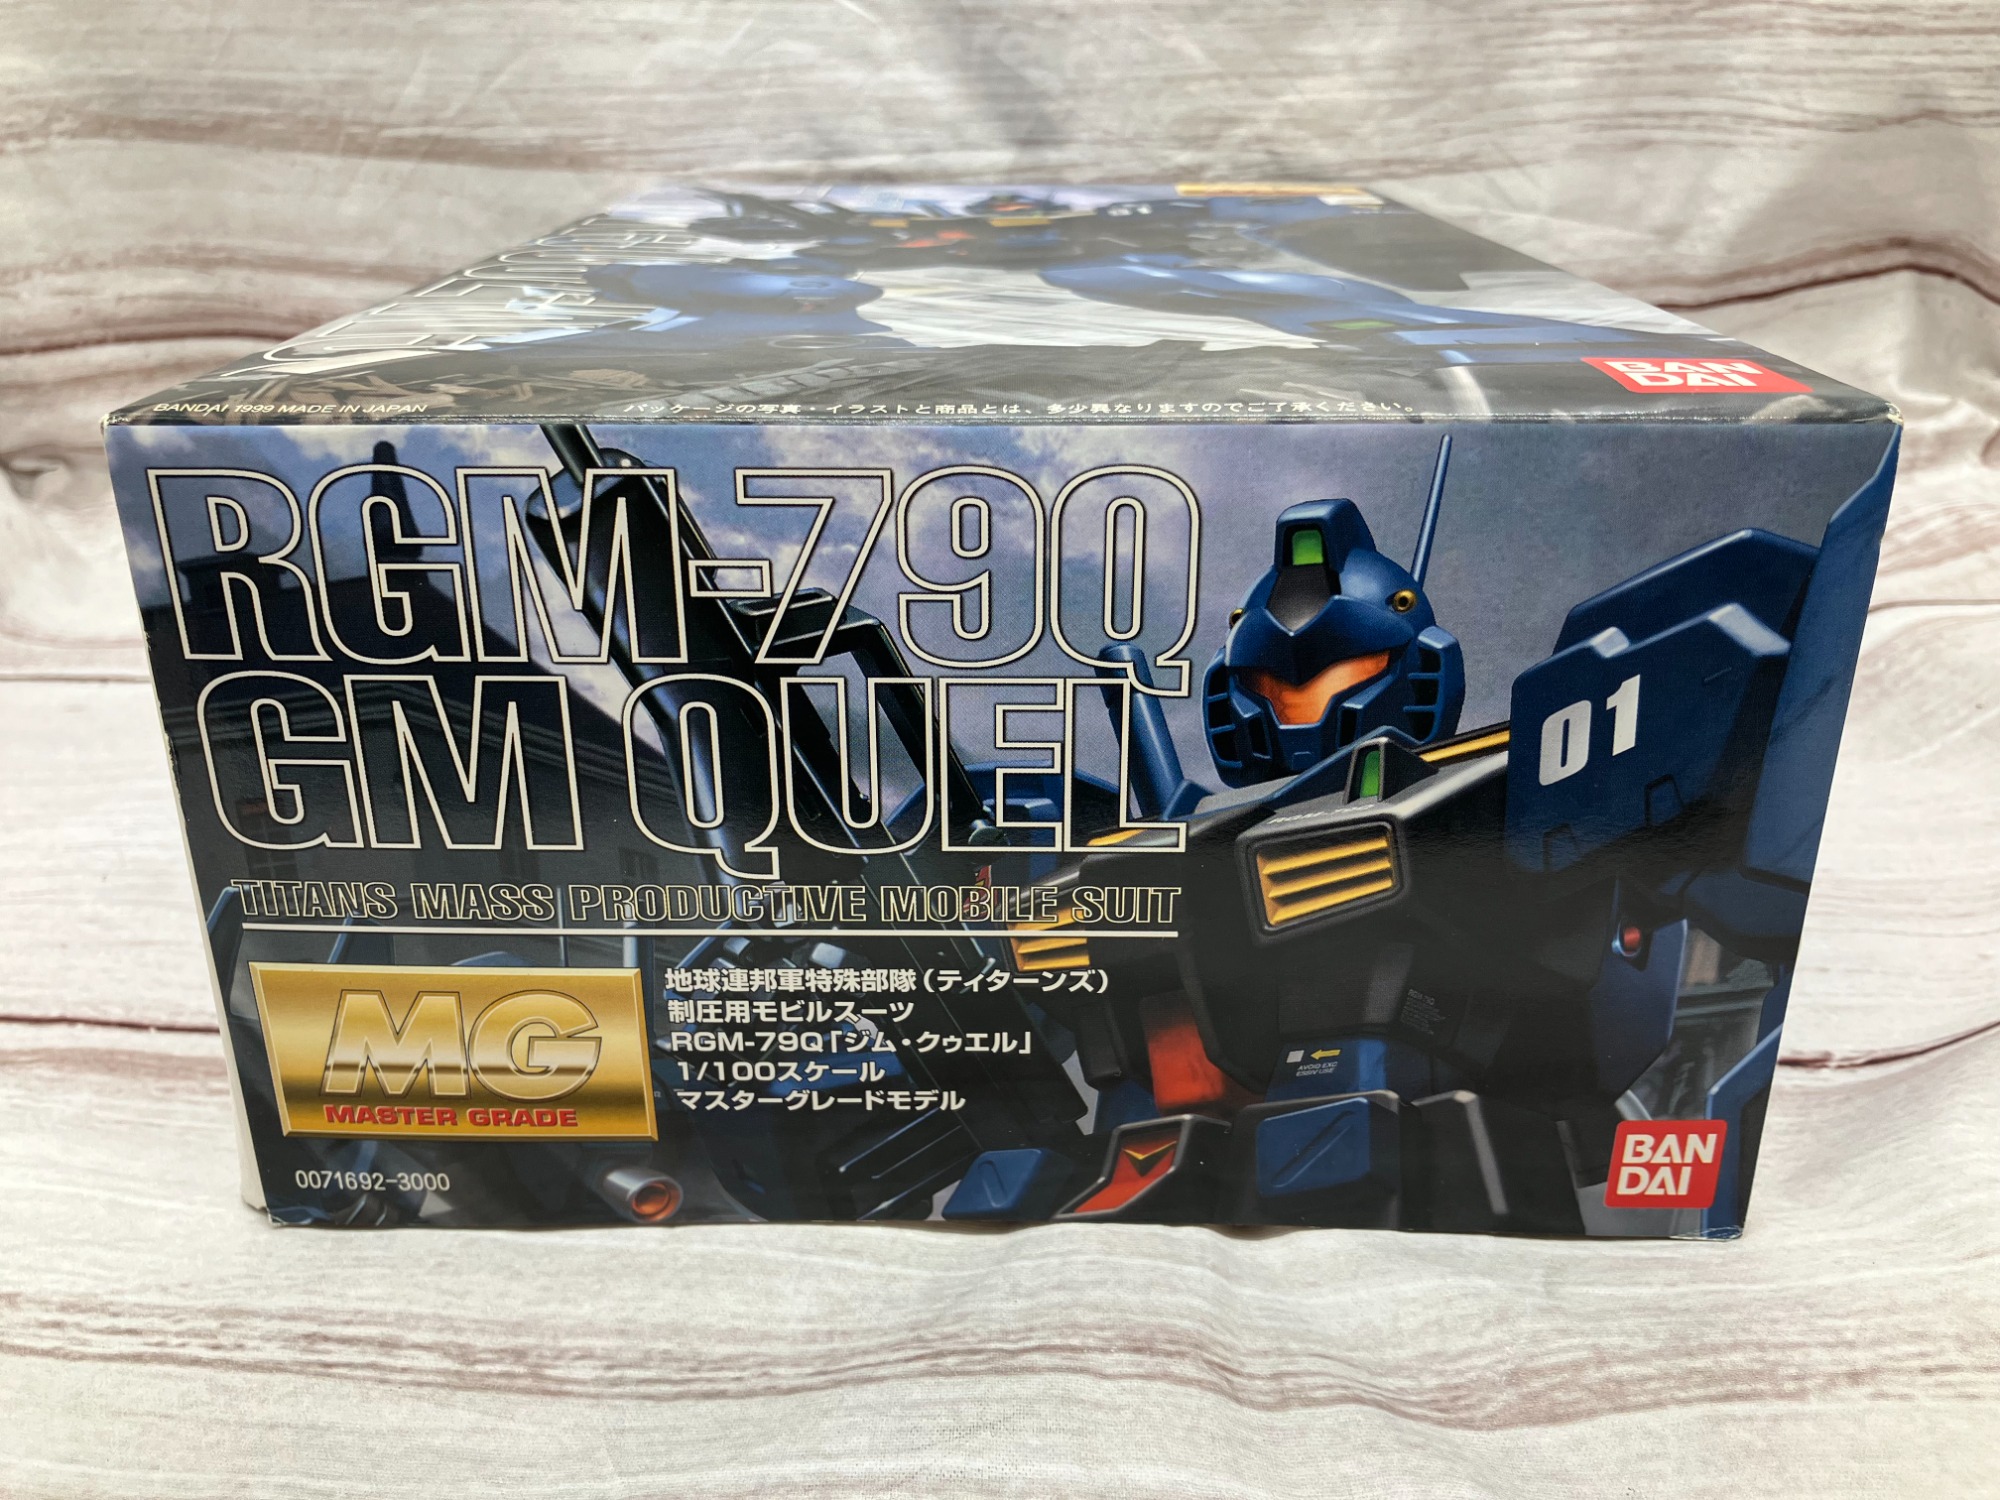 BANDAI 1999 MADE IN JAPAN
パッケージの写真・イラストと商品とは、多少異なりますのでご了承ください。
BAN
DAI
01
RGM-79Q
GM QUEL
TITANS MASS PRODUCTIVE MOBILE SUIT
01
MG
MASTER GRADE
地球連邦軍特殊部隊（ティターンズ）
制圧用モビルスーツ
RGM-79Q「ジム・クゥエル」
1/100スケール
マスターグレードモデル
0071692-3000
BAN
DAI